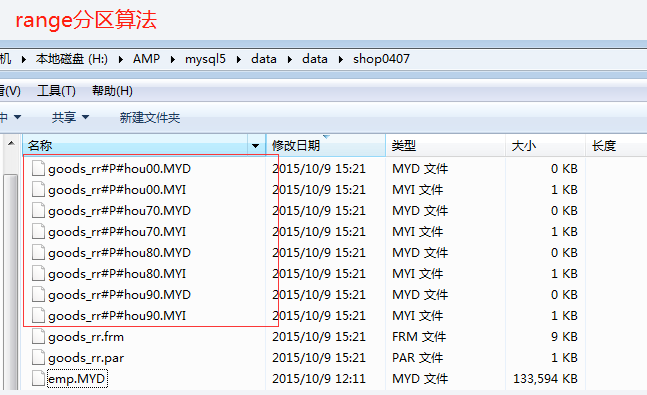 range分区算法
机 本地磁盘 (H:) AMP mysql5 data data shop0407
看(V) 工具(T) 帮助(H)
中 共享 新建文件夹
名称 修改日期 类型 大小 长度
goods_rr#P#hou00.MYD 2015/10/9 15:21 MYD 文件 0 KB
goods_rr#P#hou00.MYI 2015/10/9 15:21 MYI 文件 1 KB
goods_rr#P#hou70.MYD 2015/10/9 15:21 MYD 文件 0 KB
goods_rr#P#hou70.MYI 2015/10/9 15:21 MYI 文件 1 KB
goods_rr#P#hou80.MYD 2015/10/9 15:21 MYD 文件 0 KB
goods_rr#P#hou80.MYI 2015/10/9 15:21 MYI 文件 1 KB
goods_rr#P#hou90.MYD 2015/10/9 15:21 MYD 文件 0 KB
goods_rr#P#hou90.MYI 2015/10/9 15:21 MYI 文件 1 KB
goods_rr.frm 2015/10/9 15:21 FRM 文件 9 KB
goods_rr.par 2015/10/9 15:21 PAR 文件 1 KB
emp.MYD 2015/10/9 12:11 MYD 文件 133,594 KB